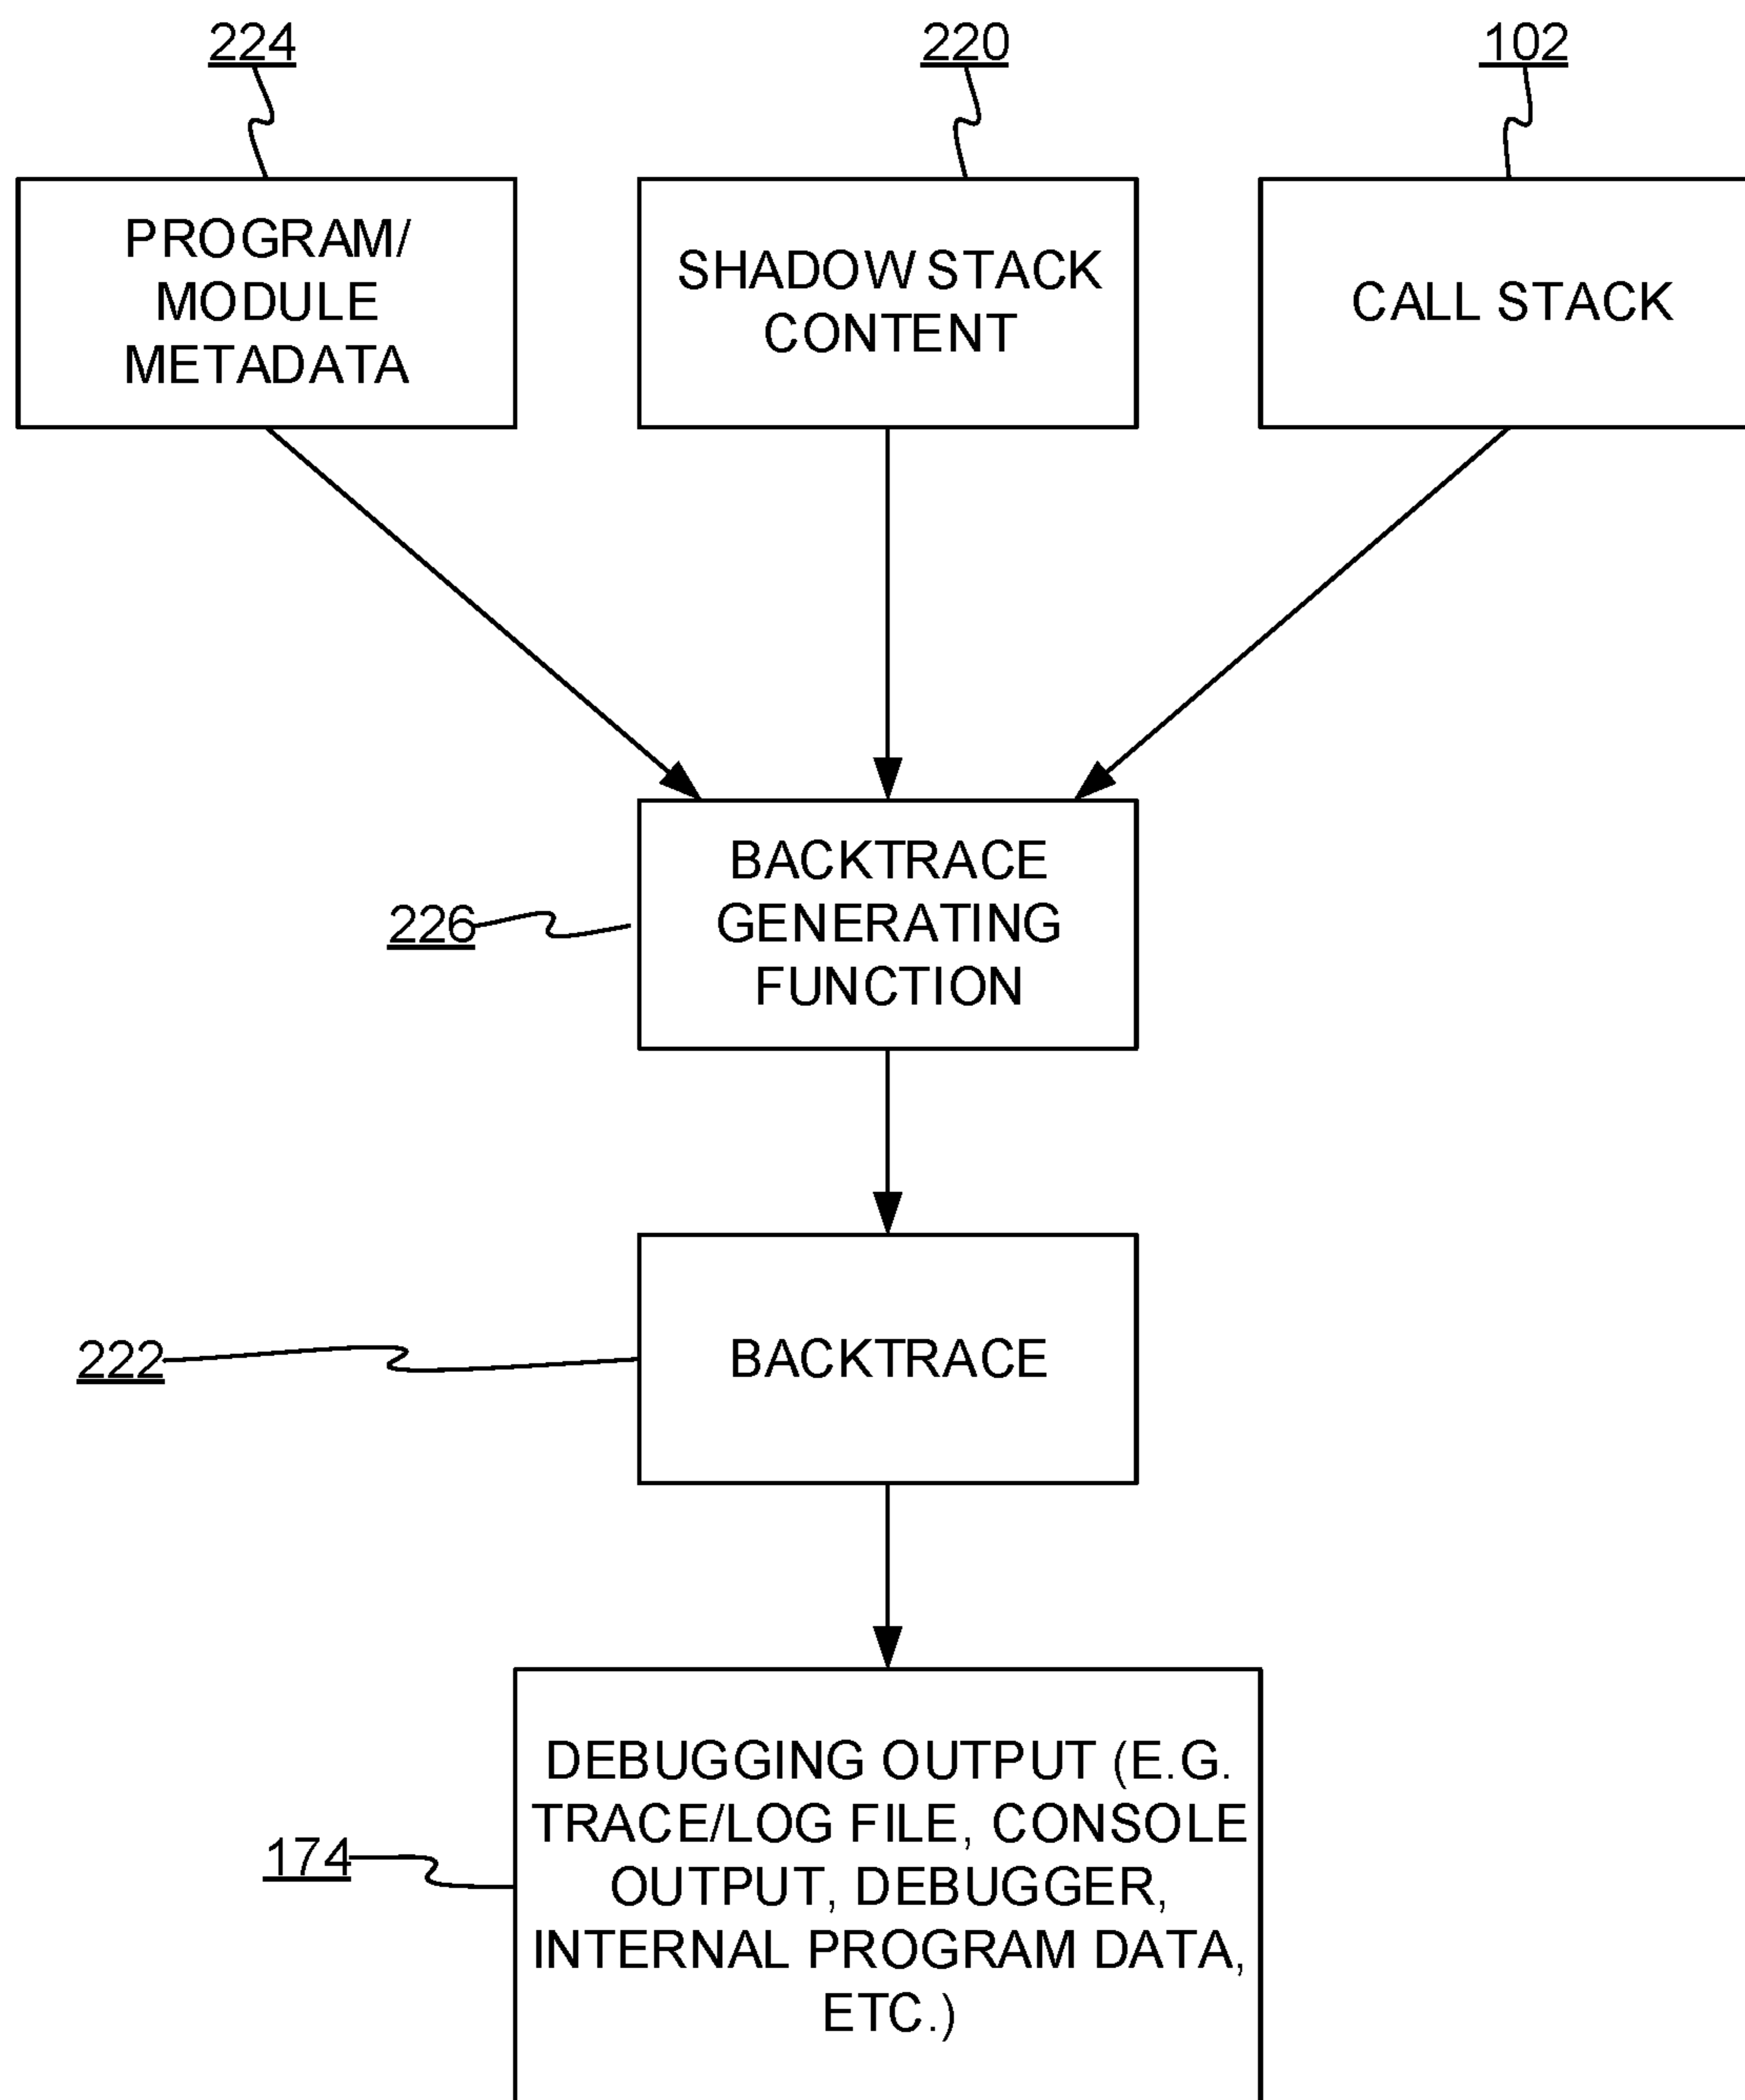 224
220
102
PROGRAM/
MODULE
METADATA
SHADOW STACK
CONTENT
CALL STACK
226
BACKTRACE
GENERATING
FUNCTION
222
BACKTRACE
174
DEBUGGING OUTPUT (E.G.
TRACE/LOG FILE, CONSOLE
OUTPUT, DEBUGGER,
INTERNAL PROGRAM DATA,
ETC.)